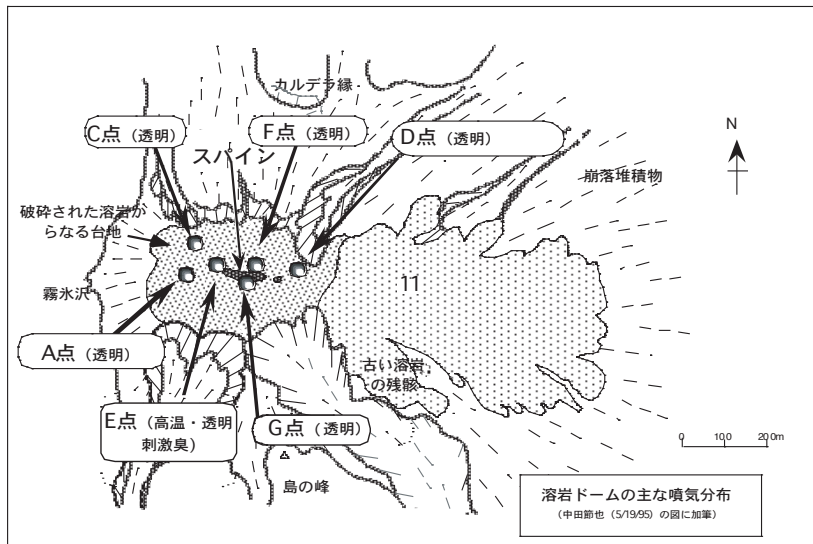 カルデラ縁
C点（透明）
F点（透明）
D点（透明）
スパイン
N
崩落堆積物
破砕された溶岩か
らなる台地
霧氷沢
11
A点（透明）
古い溶岩
の残骸
E点（高温・透明
刺激臭）
G点（透明）
島の峰
0 100 200m
溶岩ドームの主な噴気分布
（中田節也（5/19/95）の図に加筆）